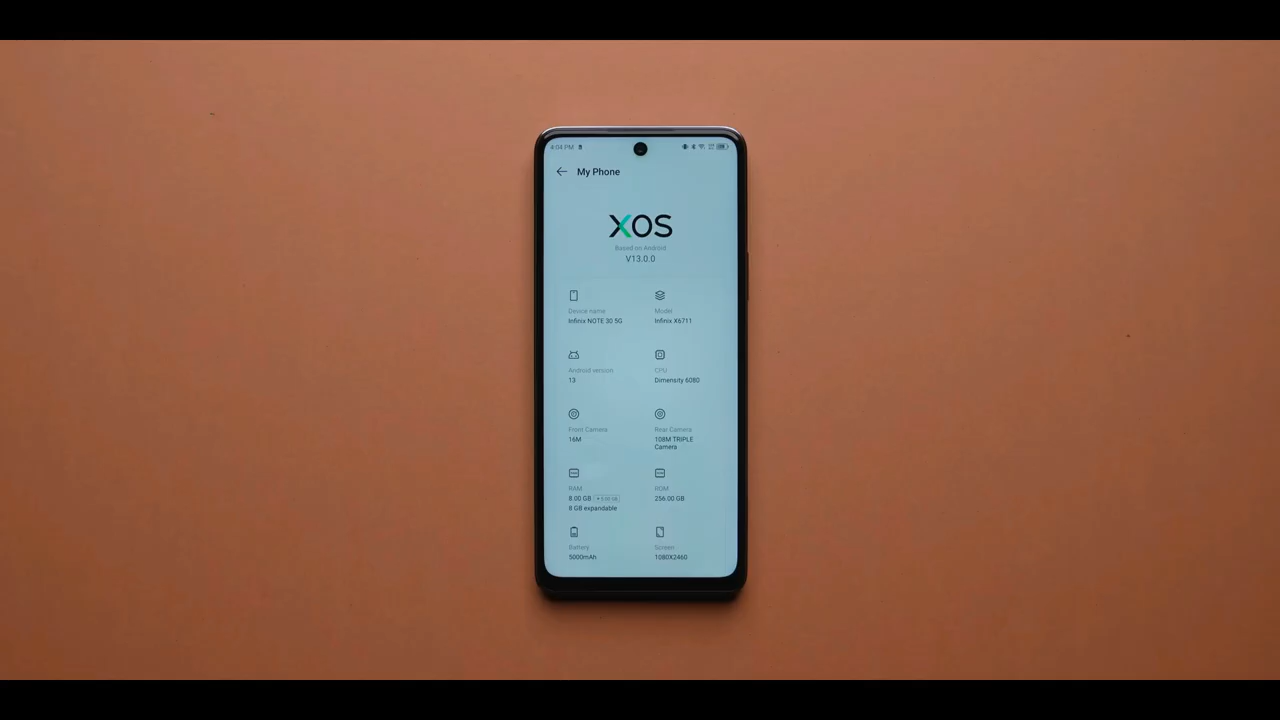 4:04 PM
My Phone
XOS
Based on Android
V13.0.0
Device name
Infinix NOTE 30 5G
Model
Infinix X6711
Android version
13
CPU
Dimensity 6080
Front Camera
16M
Rear Camera
108M TRIPLE
Camera
RAM
8.00 GB
8 GB expandable
ROM
256.00 GB
Battery
5000mAh
Screen
1080X2460